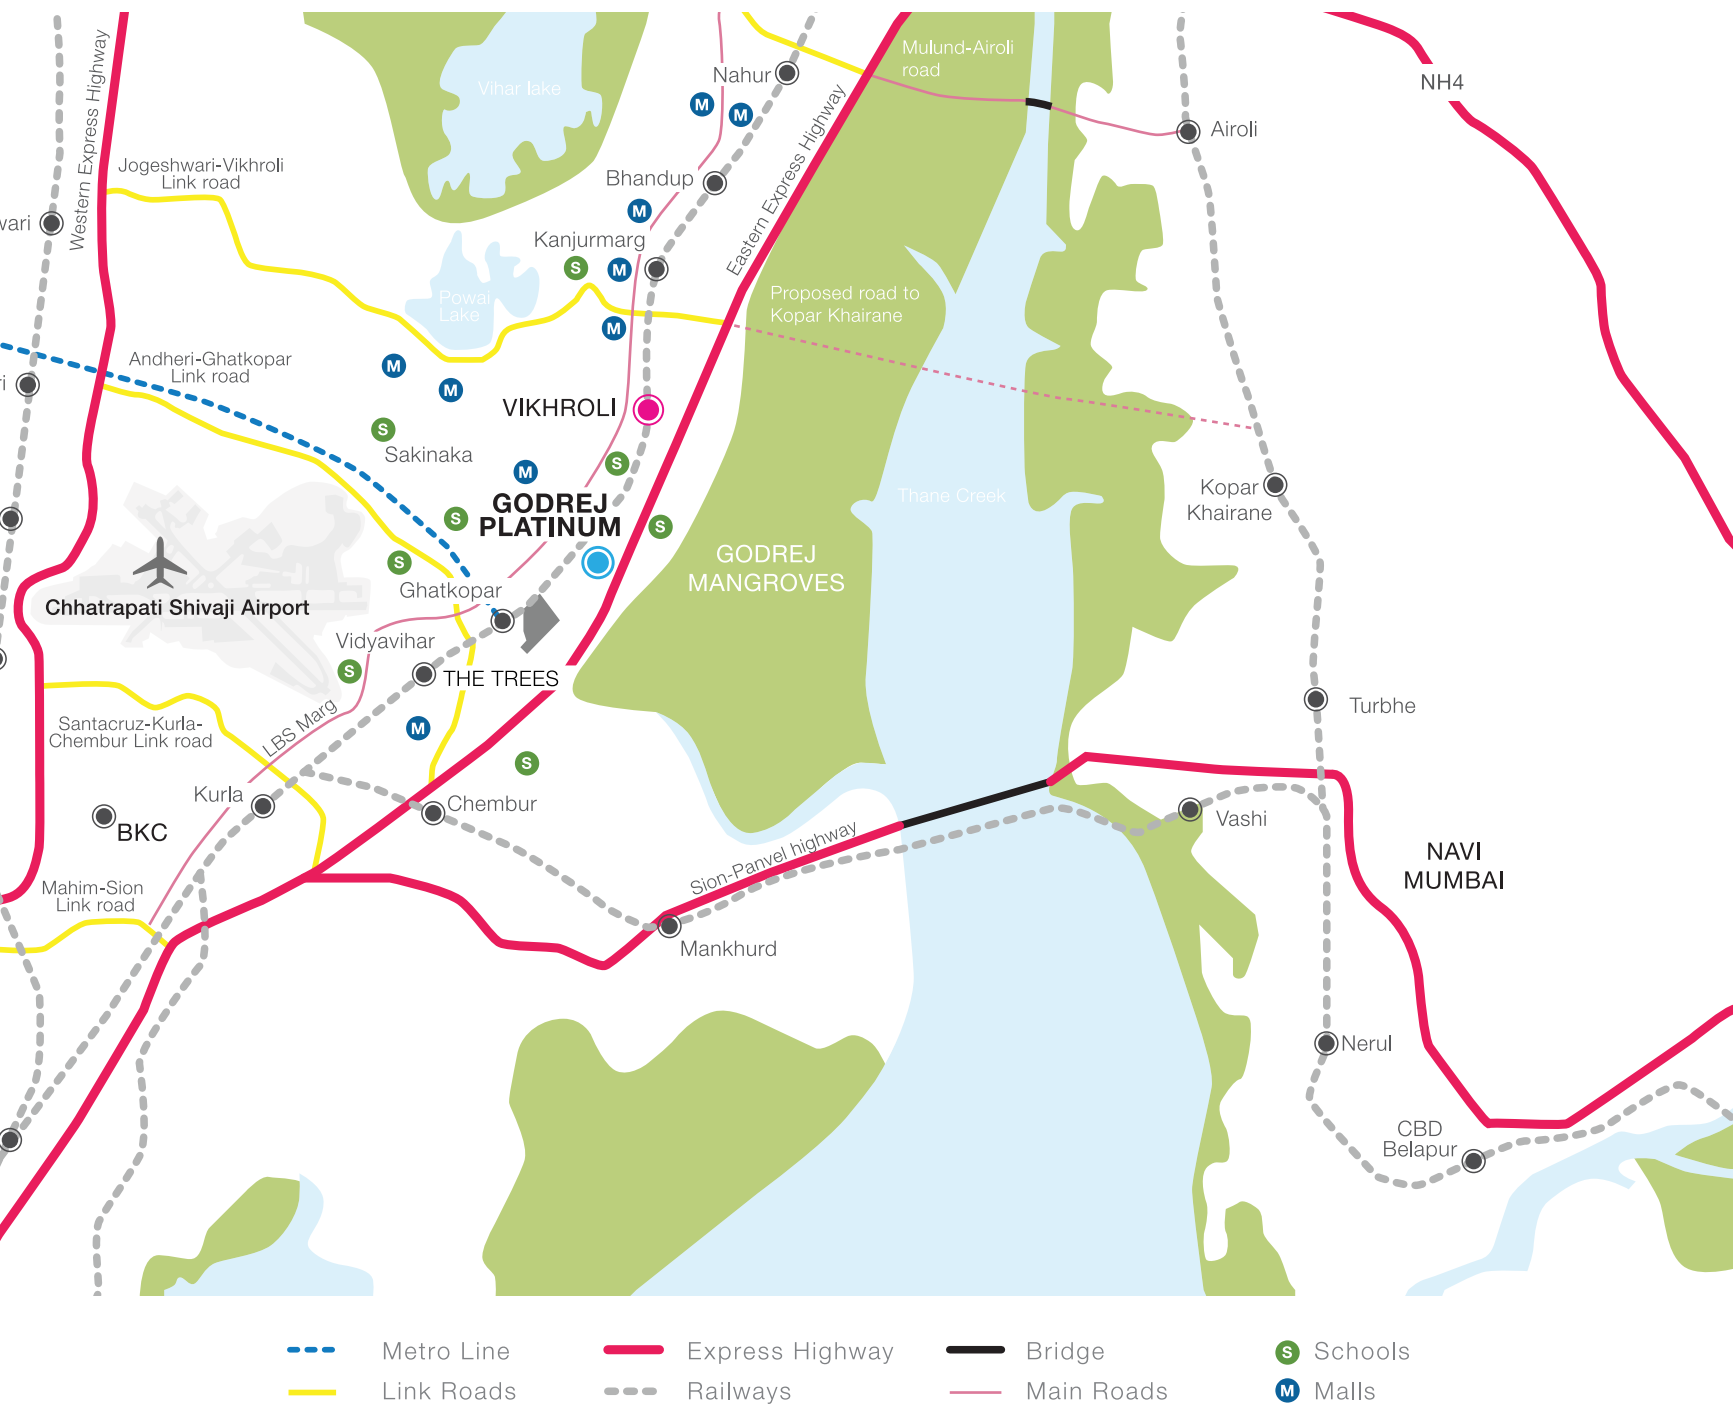 Mulund-Airoli
road
Vihar lake
Nahur
M
M
NH4
Western Express Highway
Eastern Express Highway
Airoli
Jogeshwari-Vikhroli
Link road
Bhandup
M
wari
Kanjurmarg
S
M
Powai
Lake
Proposed road to
Kopar Khairane
M
Andheri-Ghatkopar
Link road
M
M
ri
VIKHROLI
S
Sakinaka
S
M
GODREJ
PLATINUM
S
S
Thane Creek
Kopar
Khairane
GODREJ
MANGROVES
S
Ghatkopar
Chhatrapati Shivaji Airport
Vidyavihar
S
THE TREES
Turbhe
Santacruz-Kurla-
Chembur Link road
LBS Marg
M
S
Kurla
Chembur
Vashi
BKC
Sion-Panvel highway
NAVI
MUMBAI
Mahim-Sion
Link road
Mankhurd
Nerul
CBD
Belapur
Metro Line
Express Highway
Bridge
S Schools
Link Roads
Railways
Main Roads
M Malls